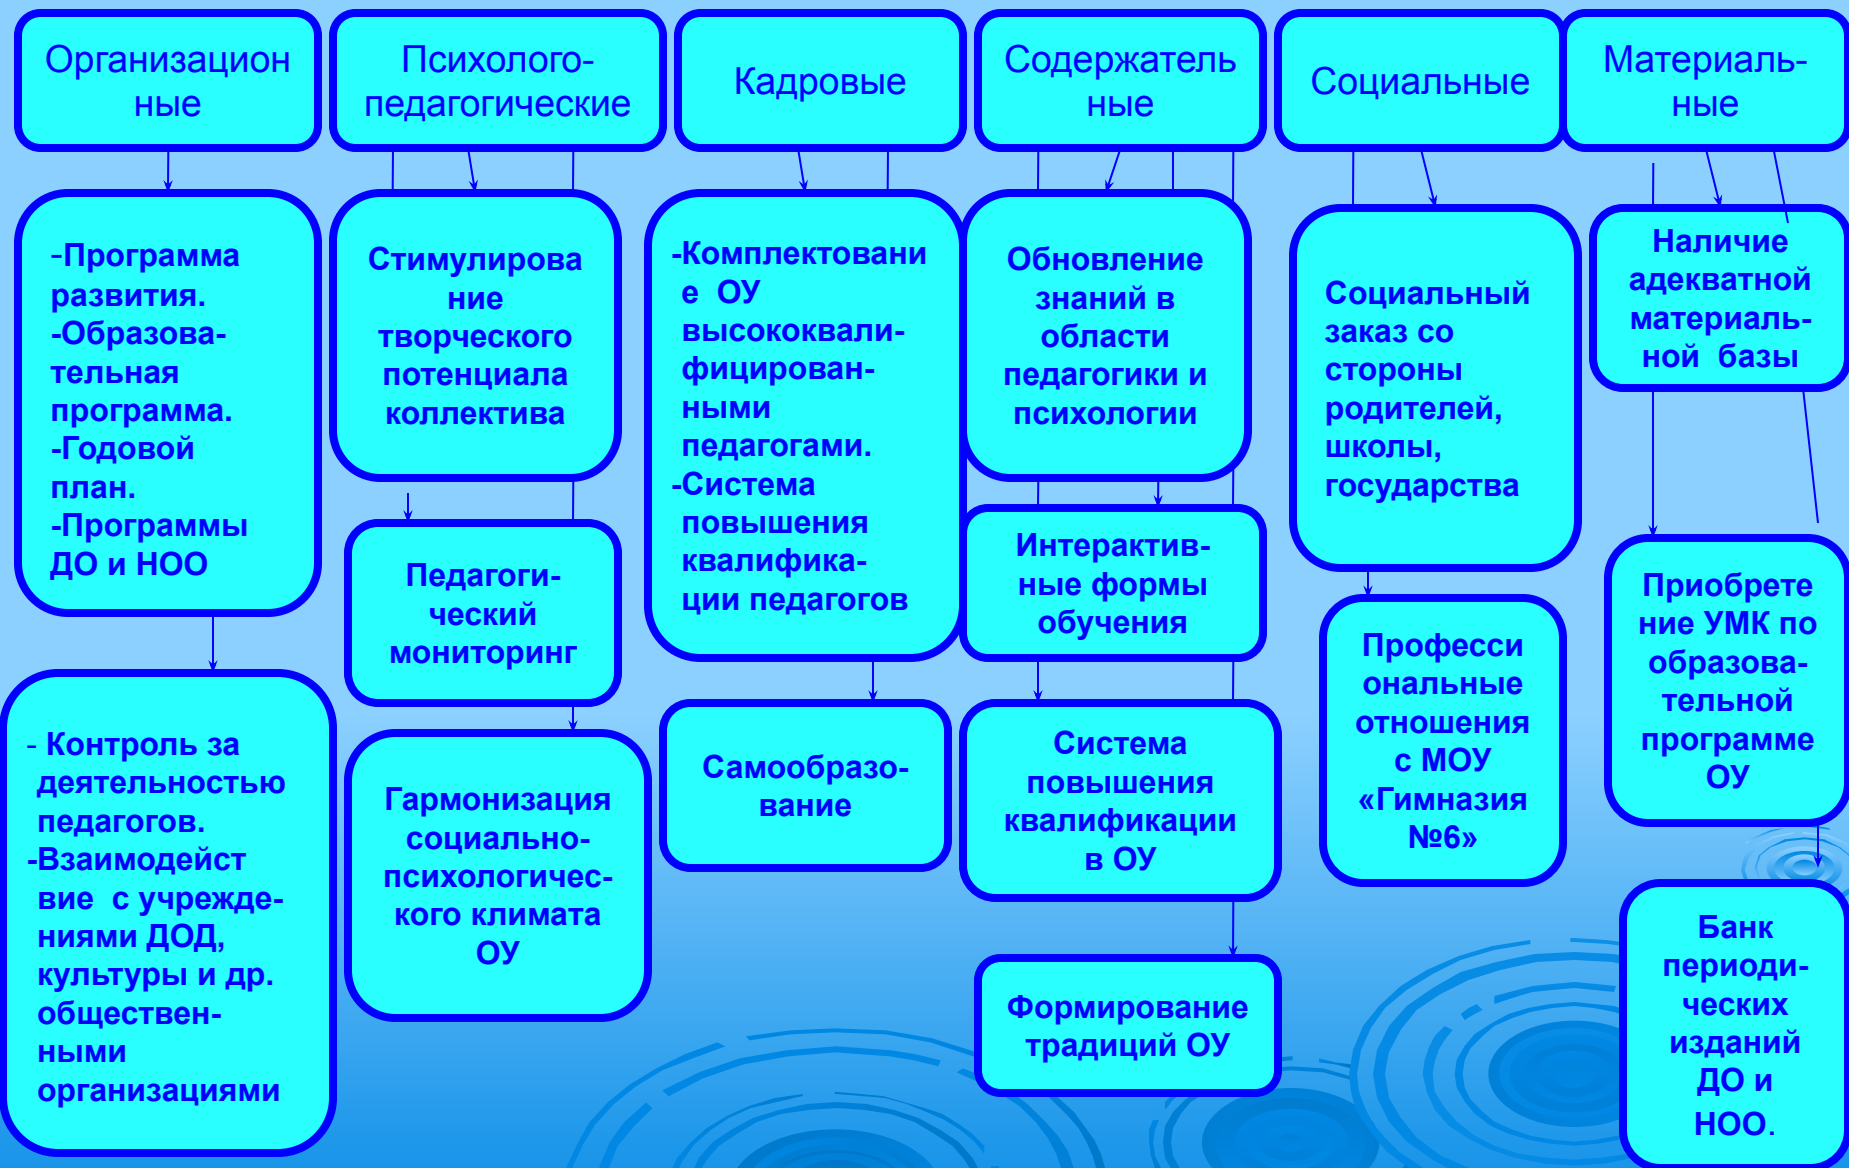 Организацион
ные
Психолого-
педагогические
Кадровые
Содержатель
ные
Социальные
Материаль-
ные
-Программа
развития.
-Образова-
тельная
программа.
-Годовой
план.
-Программы
ДО и НОО
- Контроль за
деятельностью
педагогов.
-Взаимодейст
вие  с учрежде-
ниями ДОД,
культуры и др.
обществен-
ными
организациями
Стимулирова
ние
творческого
потенциала
коллектива
Педагоги-
ческий
мониторинг
Гармонизация
социально-
психологичес-
кого климата
ОУ
-Комплектовани
е  ОУ
высококвали-
фицирован-
ными
педагогами.
-Система
повышения
квалифика-
ции педагогов
Самообразо-
вание
Обновление
знаний в
области
педагогики и
психологии
Интерактив-
ные формы
обучения
Система
повышения
квалификации
в ОУ
Формирование
традиций ОУ
Социальный
заказ со
стороны
родителей,
школы,
государства
Професси
ональные
отношения
с МОУ
«Гимназия
№6»
Наличие
адекватной
материаль-
ной  базы
Приобрете
ние УМК по
образова-
тельной
программе
ОУ
Банк
периоди-
ческих
изданий
ДО и
НОО.